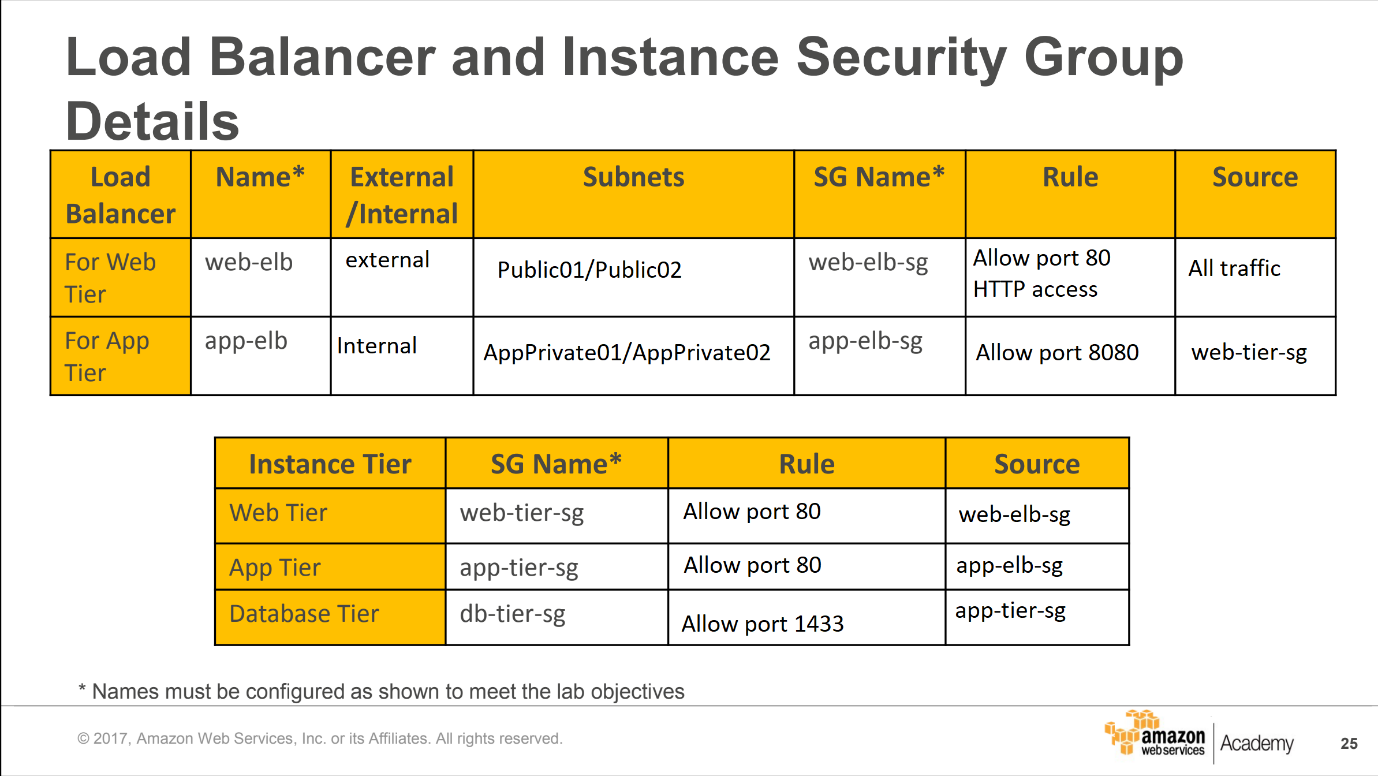 Load Balancer and Instance Security Group
Details
Load
Balancer
Name*
External
/Internal
Subnets
SG Name*
Rule
Source
For Web
Tier
web-elb
external
Public01/Public02
web-elb-sg
Allow port 80
HTTP access
All traffic
For App
Tier
app-elb
Internal
AppPrivate01/AppPrivate02
app-elb-sg
Allow port 8080
web-tier-sg
Instance Tier
SG Name*
Rule
Source
Web Tier
web-tier-sg
Allow port 80
web-elb-sg
App Tier
app-tier-sg
Allow port 80
app-elb-sg
Database Tier
db-tier-sg
Allow port 1433
app-tier-sg
* Names must be configured as shown to meet the lab objectives
© 2017, Amazon Web Services, Inc. or its Affiliates. All rights reserved.
amazon
webservices
Academy
25